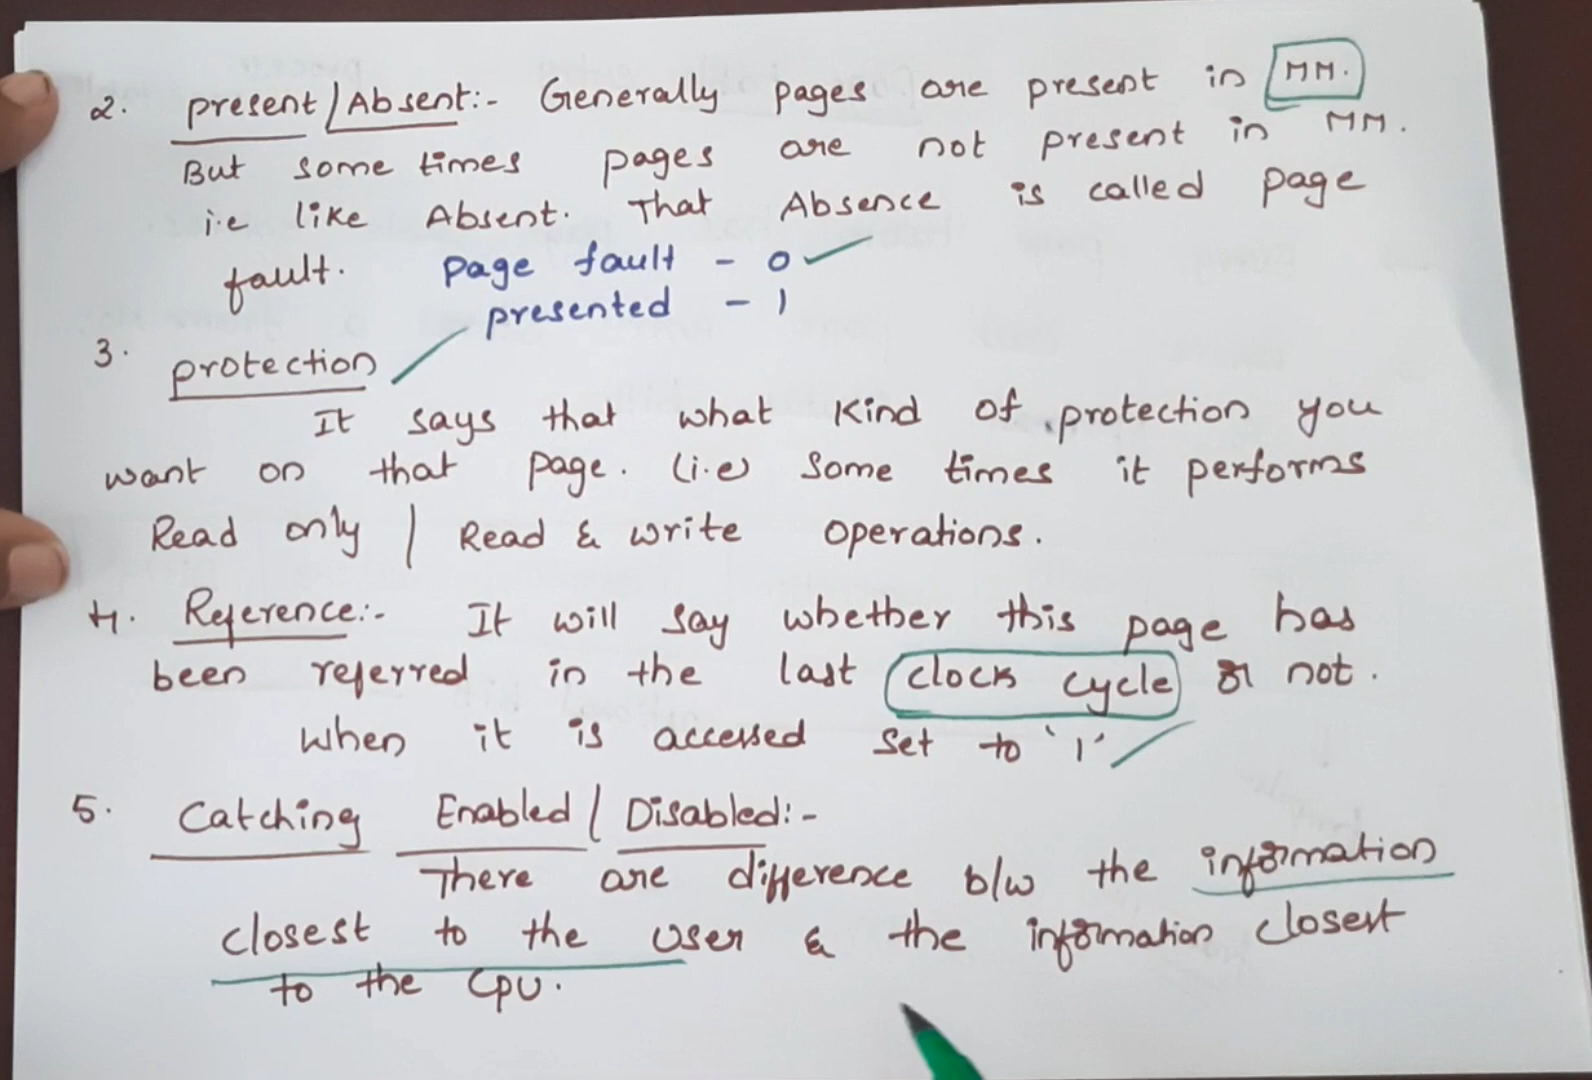 2. present / Absent:- Generally pages are present in MM.
But some times pages are not present in MM.
i.e like Absent. That Absence is called page
fault. Page fault - 0
presented - 1
3. protection
It says that what kind of protection you
want on that page. (i.e) Some times it performs
Read only / Read & write operations.
4. Reference:- It will say whether this page has
been referred in the last clock cycle or not.
when it is accessed set to '1'
5. Catching Enabled / Disabled:-
There are difference b/w the information
closest to the user & the information closest
to the CPU.